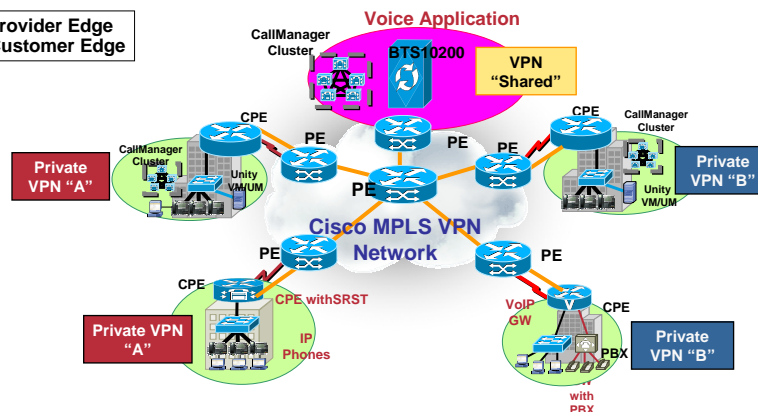 rovider Edge
ustomer Edge
Voice Application
CallManager
Cluster
BTS10200
VPN
“Shared”
CPE
PE
PE
PE
CPE
CallManager
Cluster
CallManager
Cluster
Private
VPN “A”
Unity
VM/UM
PE
Unity
VM/UM
Private
VPN “B”
Cisco MPLS VPN
Network
PE
PE
CPE
CPE withSRST
VoIP
GW
CPE
Private VPN
“A”
IP
Phones
PBX
Private
VPN “B”
with
PBX